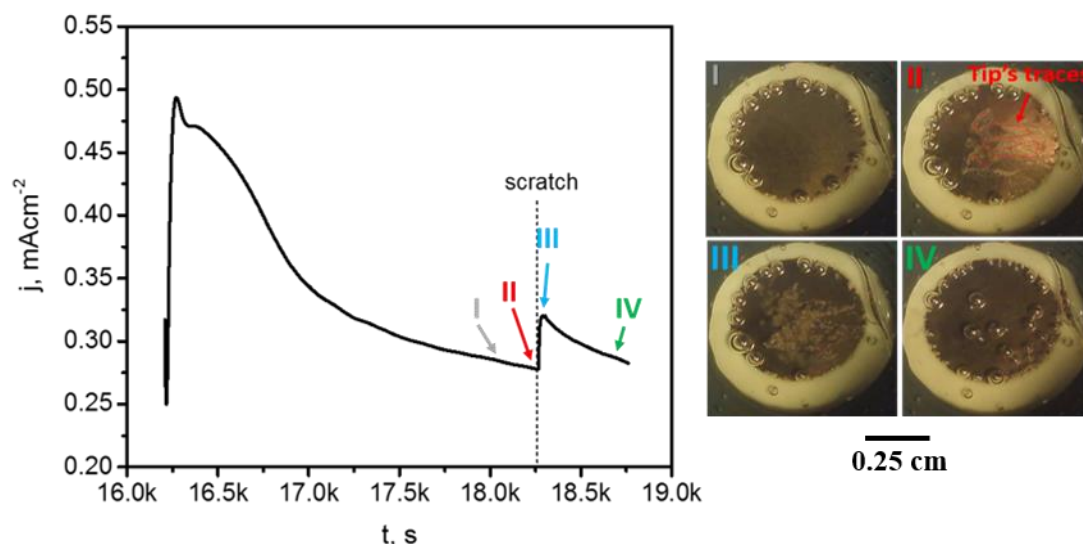 0.55
0.50
0.45
0.40
0.35
0.30
0.25
0.20
j, mAcm⁻²
16.0k 16.5k 17.0k 17.5k 18.0k 18.5k 19.0k
t, s
scratch
I
II
III
IV
I
II
Tip's traces
III
IV
0.25 cm